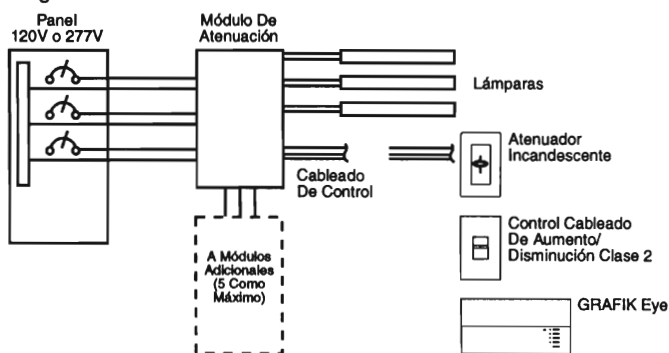 Panel
120V o 277V
Módulo De
Atenuación
Lámparas
Atenuador
Incandescente
Cableado
De Control
Control Cableado
De Aumento/
Disminución Clase 2
A Módulos
Adicionales
(5 Como
Máximo)
GRAFIK Eye